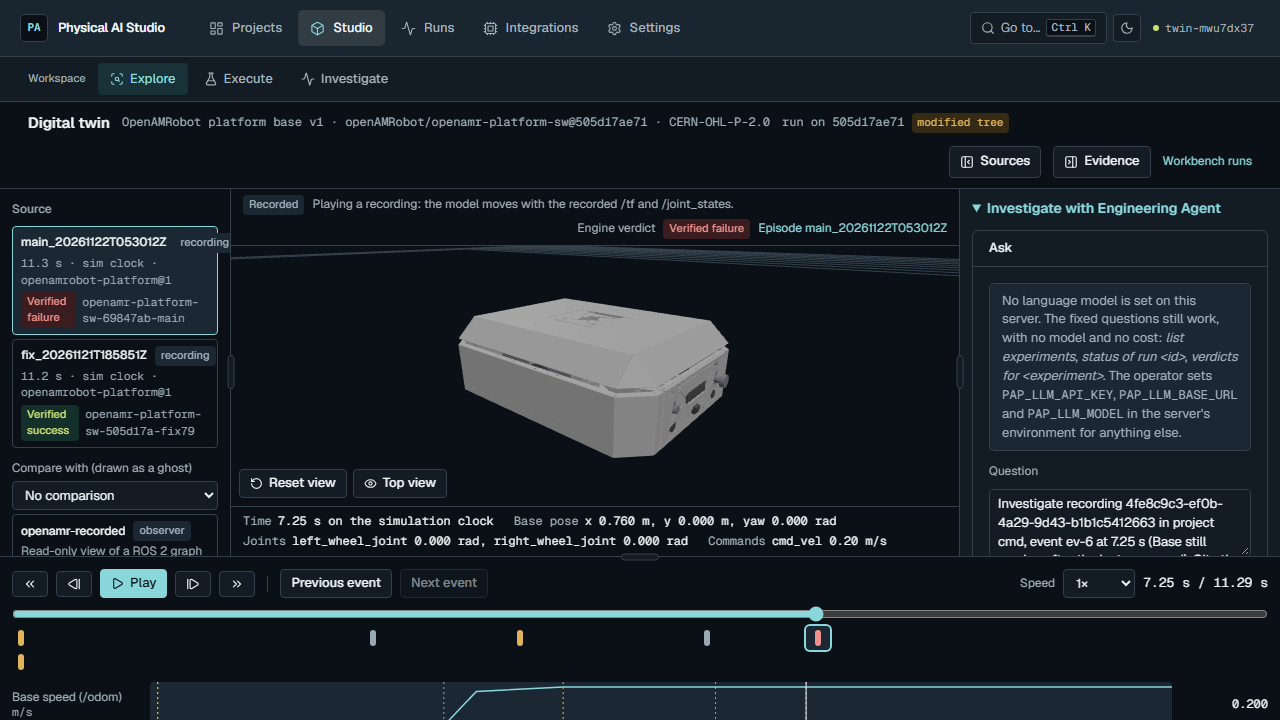 PA Physical AI Studio Projects Studio Runs Integrations Settings Go to... Ctrl K twin-mwu7dx37
Workspace Explore Execute Investigate
Digital twin OpenAMRobot platform base v1 · openAMRobot/openamr-platform-sw@505d17ae71 · CERN-OHL-P-2.0 run on 505d17ae71 modified tree
Sources Evidence Workbench runs
Source
main_20261122T053012Z recording
11.3 s · sim clock ·
openamrobot-platform@1
Verified failure
openamr-platform-
sw-69847ab-main
fix_20261121T185851Z recording
11.2 s · sim clock ·
openamrobot-platform@1
Verified success
openamr-platform-
sw-505d17a-fix79
Compare with (drawn as a ghost)
No comparison
openamr-recorded observer
Read-only view of a ROS 2 graph
Recorded Playing a recording: the model moves with the recorded /tf and /joint_states.
Engine verdict Verified failure Episode main_20261122T053012Z
Reset view Top view
Time 7.25 s on the simulation clock Base pose x 0.760 m, y 0.000 m, yaw 0.000 rad
Joints left_wheel_joint 0.000 rad, right_wheel_joint 0.000 rad Commands cmd_vel 0.20 m/s
Investigate with Engineering Agent
Ask
No language model is set on this
server. The fixed questions still work,
with no model and no cost: list
experiments, status of run <id>, verdicts
for <experiment>. The operator sets
PAP_LLM_API_KEY, PAP_LLM_BASE_URL
and PAP_LLM_MODEL in the server's
environment for anything else.
Question
Investigate recording 4fe8c9c3-ef0b-
4a29-9d43-b1b1c5412663 in project
cmd, event ev-6 at 7.25 s (Base still
Play Previous event Next event Speed 1× 7.25 s / 11.29 s
Base speed (/odom)
m/s
0.200